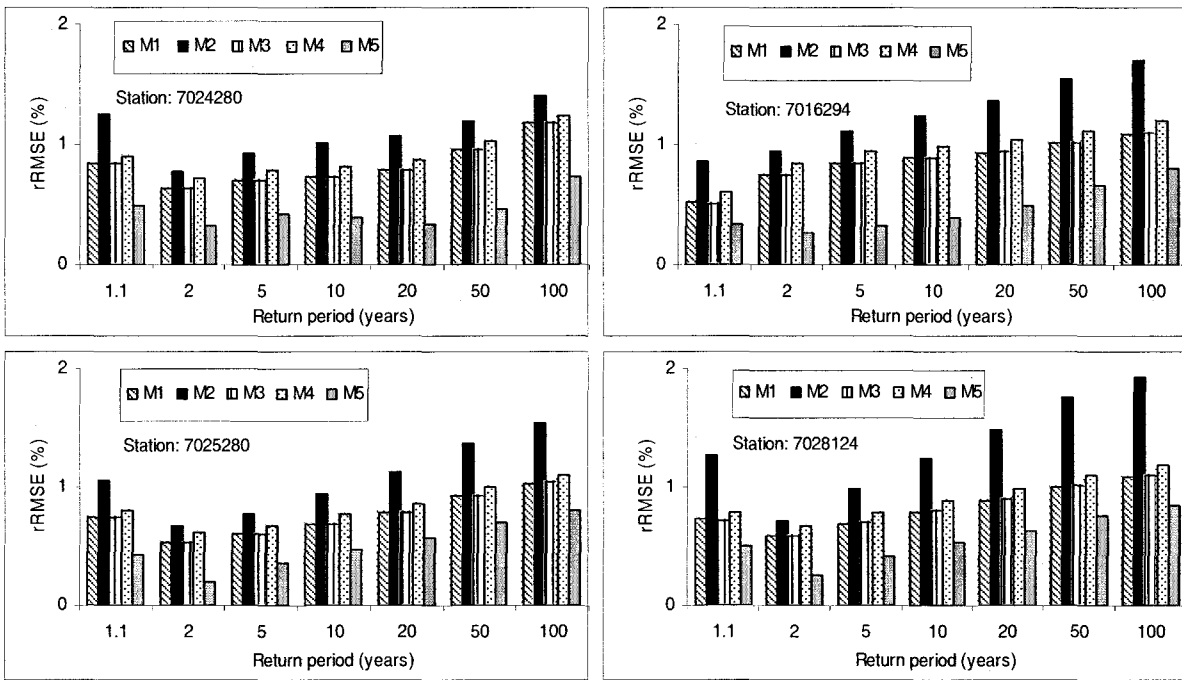 2
M1 M2 M3 M4 M5
Station: 7024280
rRMSE (%)
1
0
1.1 2 5 10 20 50 100
Return period (years)
2
M1 M2 M3 M4 M5
Station: 7016294
rRMSE (%)
1
0
1.1 2 5 10 20 50 100
Return period (years)
2
M1 M2 M3 M4 M5
Station: 7025280
rRMSE (%)
1
0
1.1 2 5 10 20 50 100
Return period (years)
2
M1 M2 M3 M4 M5
Station: 7028124
rRMSE (%)
1
0
1.1 2 5 10 20 50 100
Return period (years)